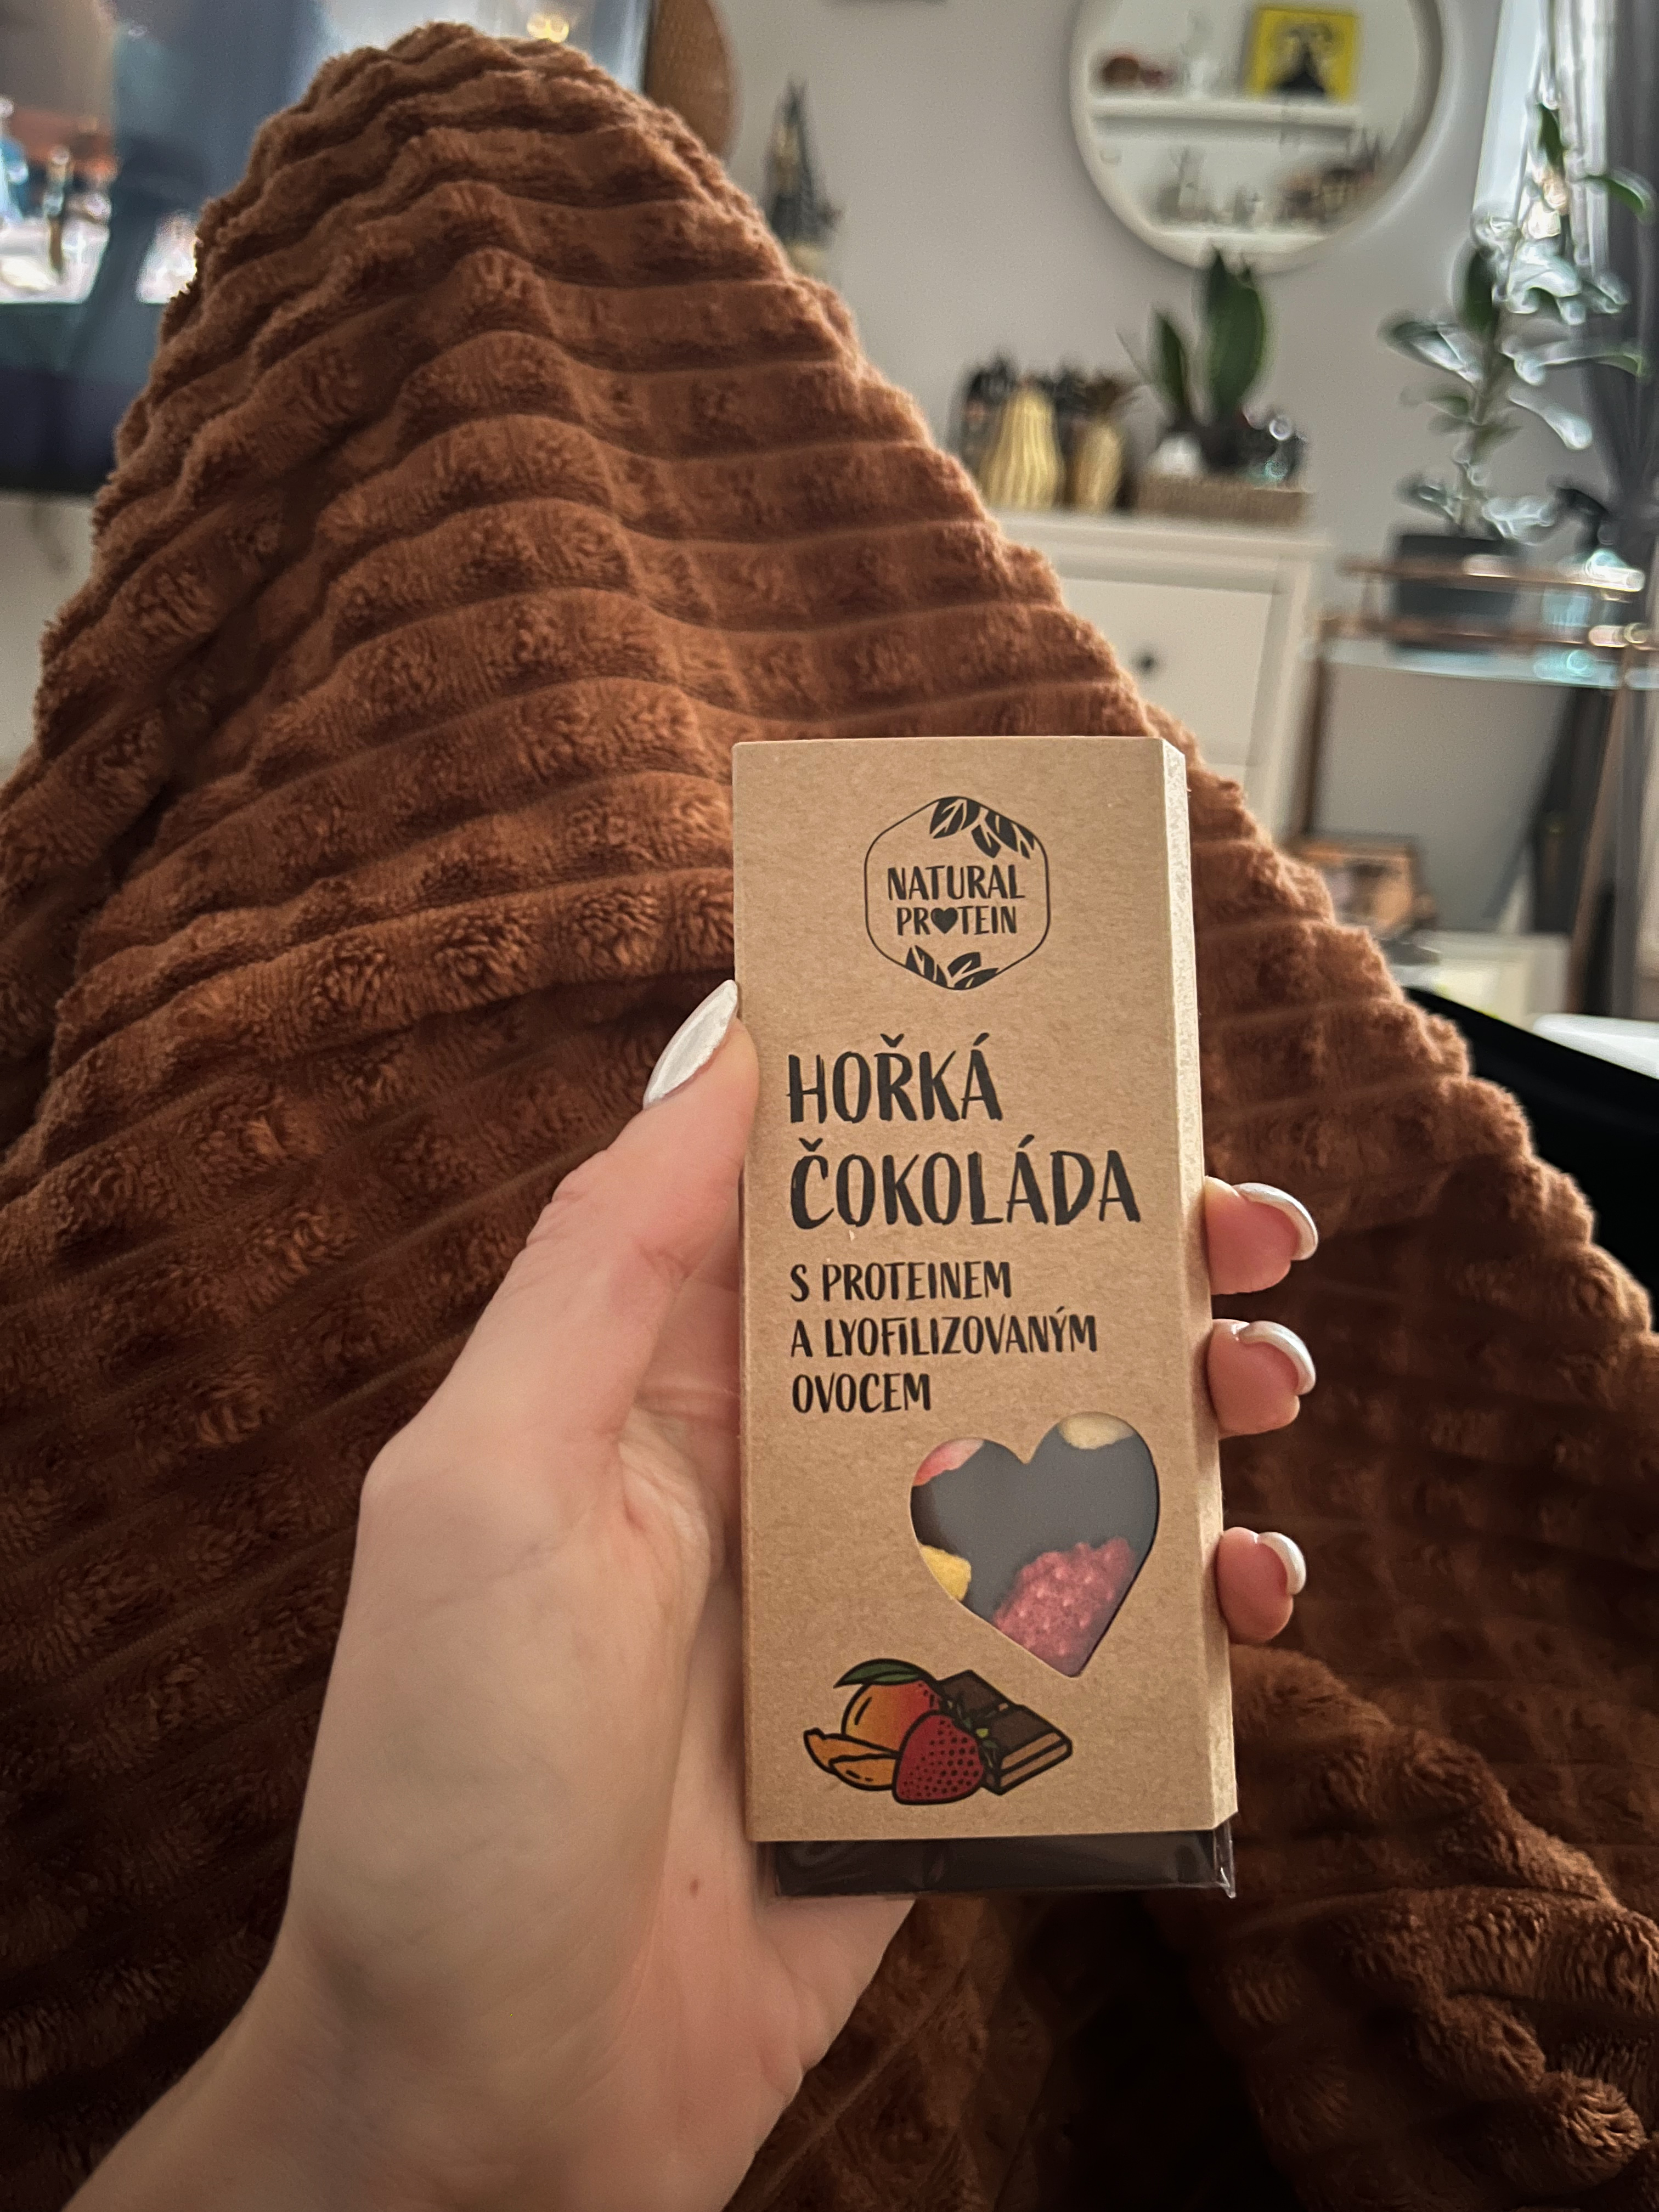 NATURAL
PROTEIN
HOŘKÁ
ČOKOLÁDA
S PROTEINEM
A LYOFILIZOVANÝM
OVOCEM